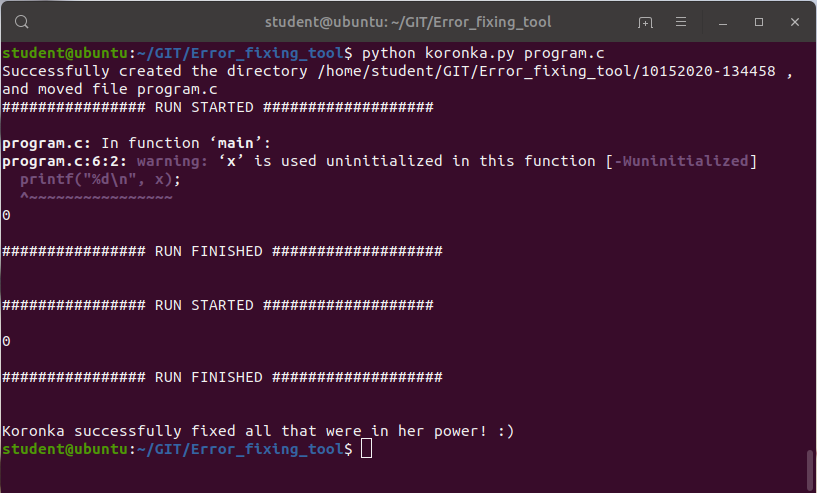 student@ubuntu: ~/GIT/Error_fixing_tool
student@ubuntu:~/GIT/Error_fixing_tool$ python koronka.py program.c
Successfully created the directory /home/student/GIT/Error_fixing_tool/10152020-134458 ,
and moved file program.c
################ RUN STARTED ###################
program.c: In function ‘main’:
program.c:6:2: warning: ‘x’ is used uninitialized in this function [-Wuninitialized]
  printf("%d\n", x);
  ^~~~~~~~~~~~~~~~~
0
################ RUN FINISHED ###################
################ RUN STARTED ###################
0
################ RUN FINISHED ###################
Koronka successfully fixed all that were in her power! :)
student@ubuntu:~/GIT/Error_fixing_tool$